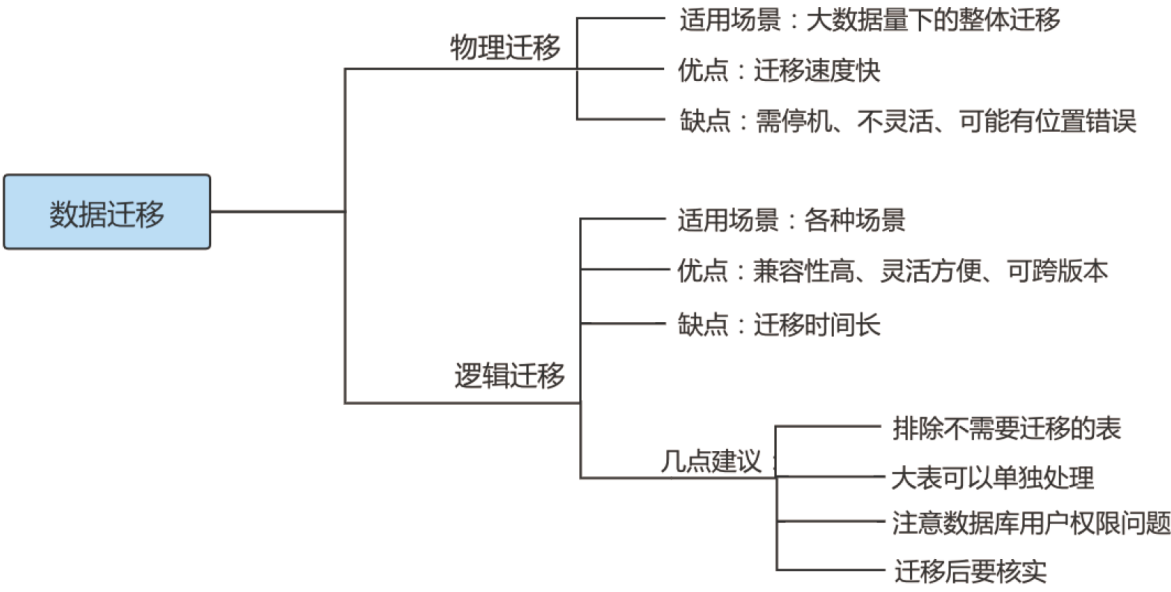 数据迁移
物理迁移
适用场景：大数据量下的整体迁移
优点：迁移速度快
缺点：需停机、不灵活、可能有位置错误
逻辑迁移
适用场景：各种场景
优点：兼容性高、灵活方便、可跨版本
缺点：迁移时间长
几点建议：
排除不需要迁移的表
大表可以单独处理
注意数据库用户权限问题
迁移后要核实